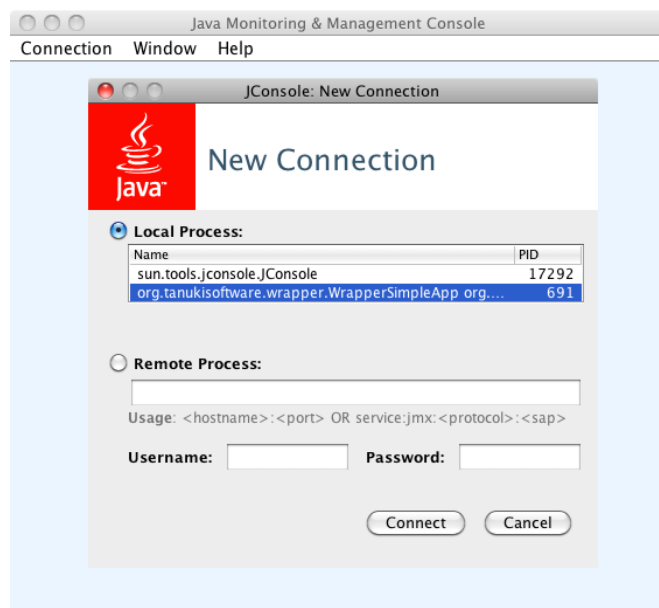 Java Monitoring & Management Console
Connection Window Help
JConsole: New Connection
Java™
New Connection
Local Process:
Name PID
sun.tools.jconsole.JConsole 17292
org.tanukisoftware.wrapper.WrapperSimpleApp org.... 691
Remote Process:
Usage: <hostname>:<port> OR service:jmx:<protocol>:<sap>
Username: Password:
Connect Cancel